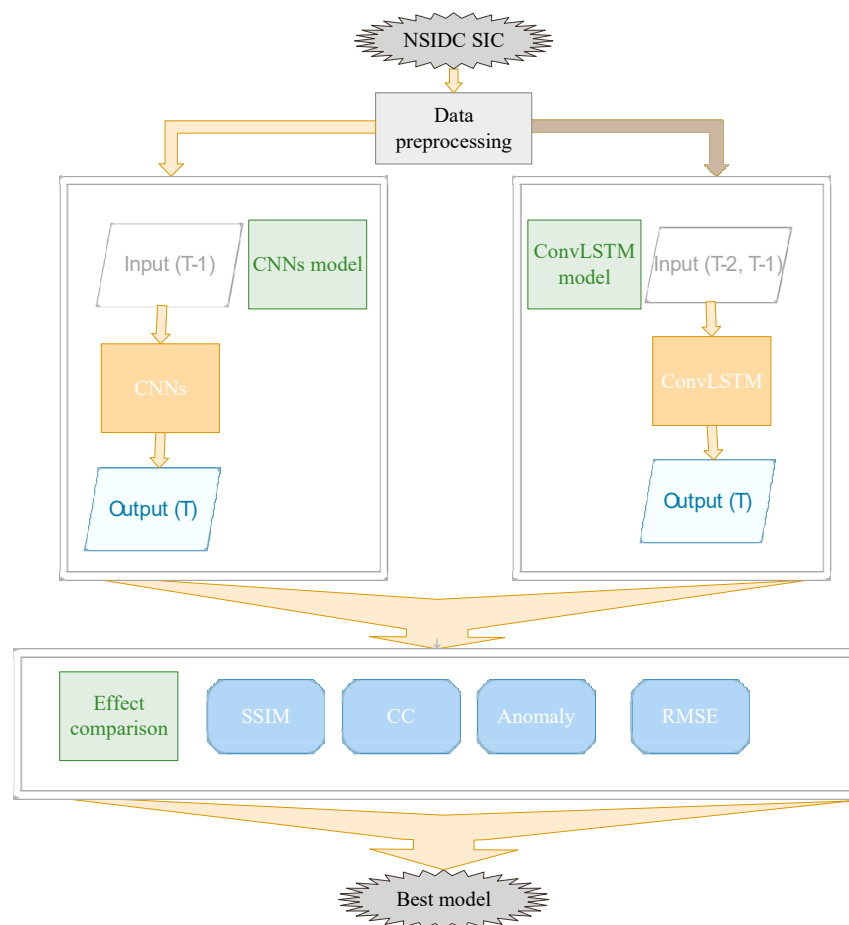 NSIDC SIC
Data
preprocessing
Input (T-1)
CNNs model
CNNs
Output (T)
ConvLSTM
model
Input (T-2, T-1)
ConvLSTM
Output (T)
Effect
comparison
SSIM
CC
Anomaly
RMSE
Best model